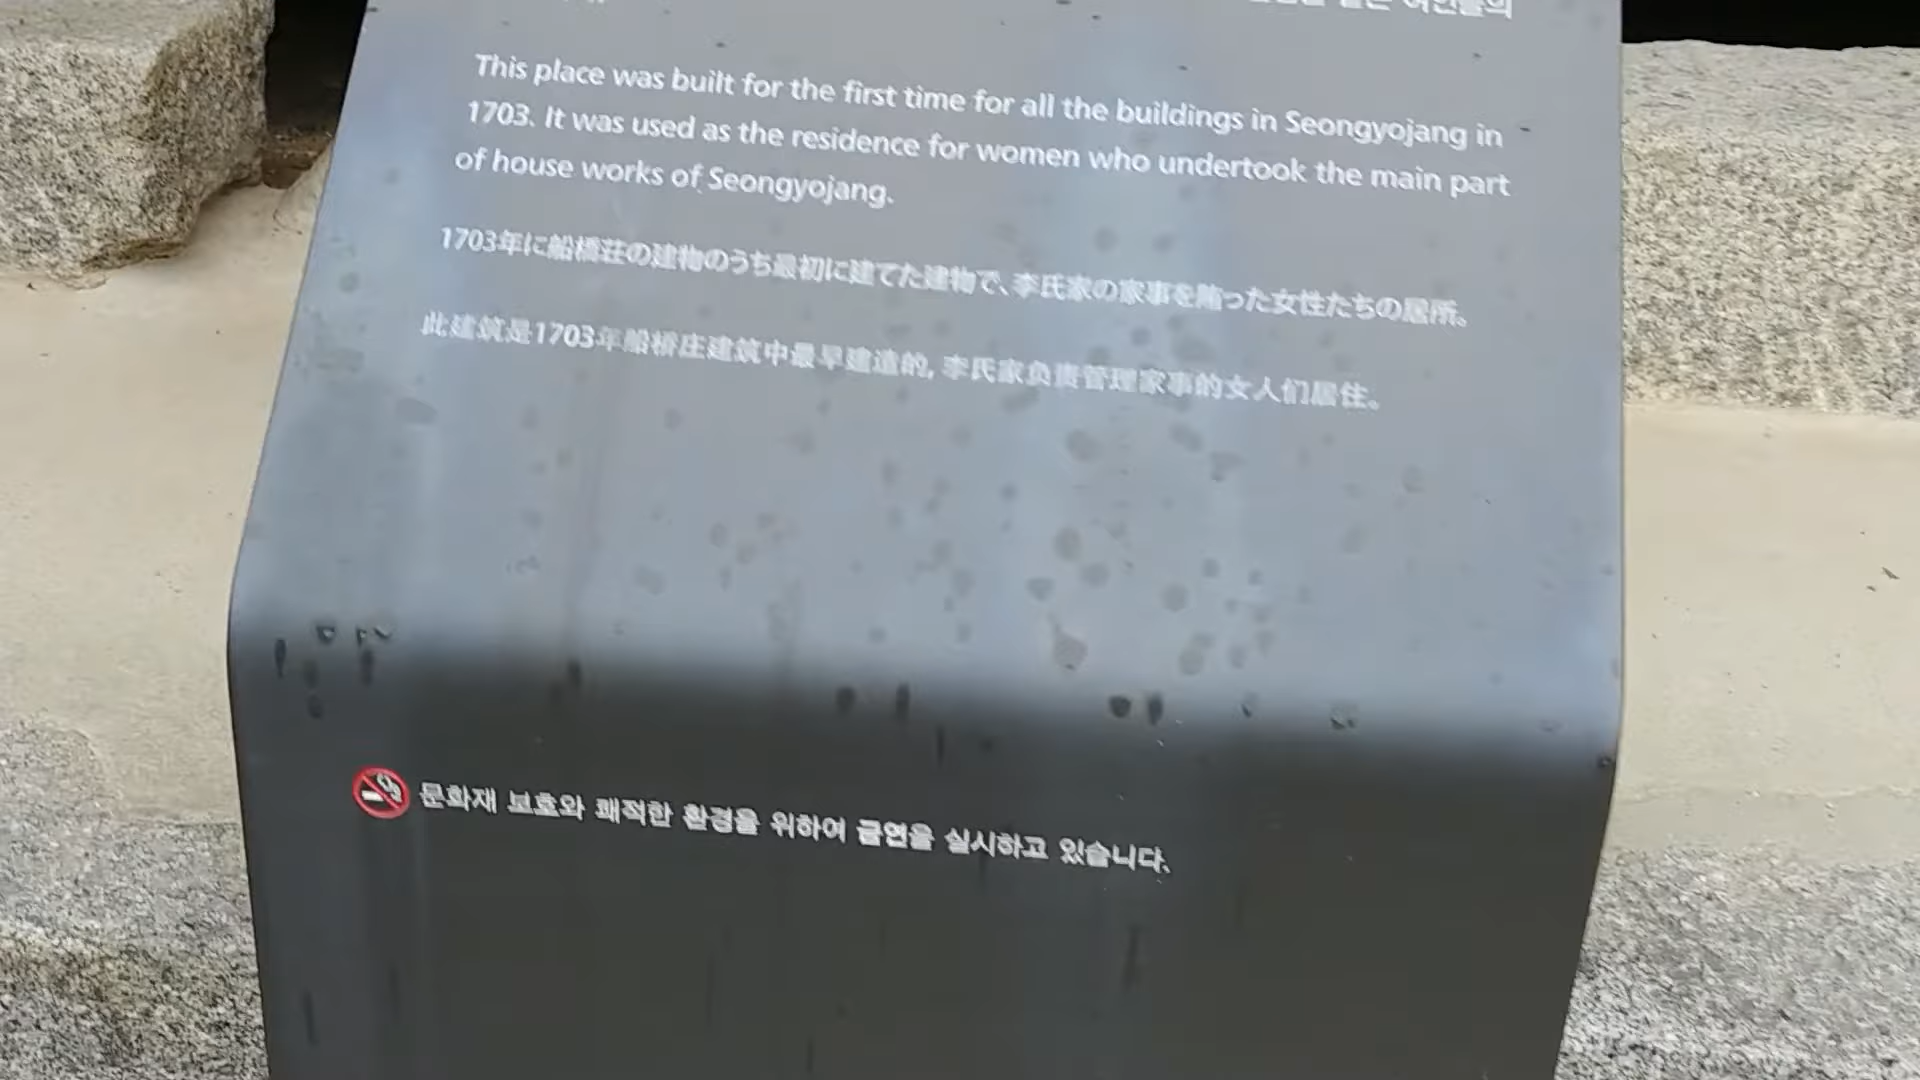 여인들의
This place was built for the first time for all the buildings in Seongyojang in
1703. It was used as the residence for women who undertook the main part
of house works of Seongyojang.
1703年に船橋荘の建物のうち最初に建てた建物で、李氏家の家事を賄った女性たちの居所。
此建筑是1703年船桥庄建筑中最早建造的, 李氏家负责管理家事的女人们居住。
문화재 보호와 쾌적한 환경을 위하여 금연을 실시하고 있습니다.